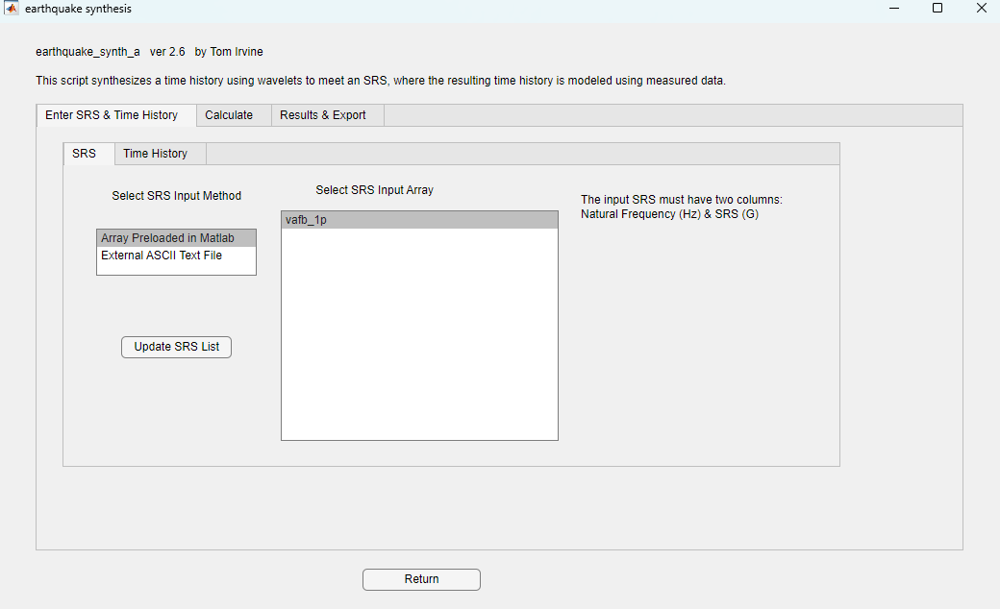 earthquake synthesis
earthquake_synth_a ver 2.6 by Tom Irvine
This script synthesizes a time history using wavelets to meet an SRS, where the resulting time history is modeled using measured data.
Enter SRS & Time History Calculate Results & Export
SRS Time History
Select SRS Input Method
Array Preloaded in Matlab
External ASCII Text File
Update SRS List
Select SRS Input Array
vafb_1p
The input SRS must have two columns:
Natural Frequency (Hz) & SRS (G)
Return